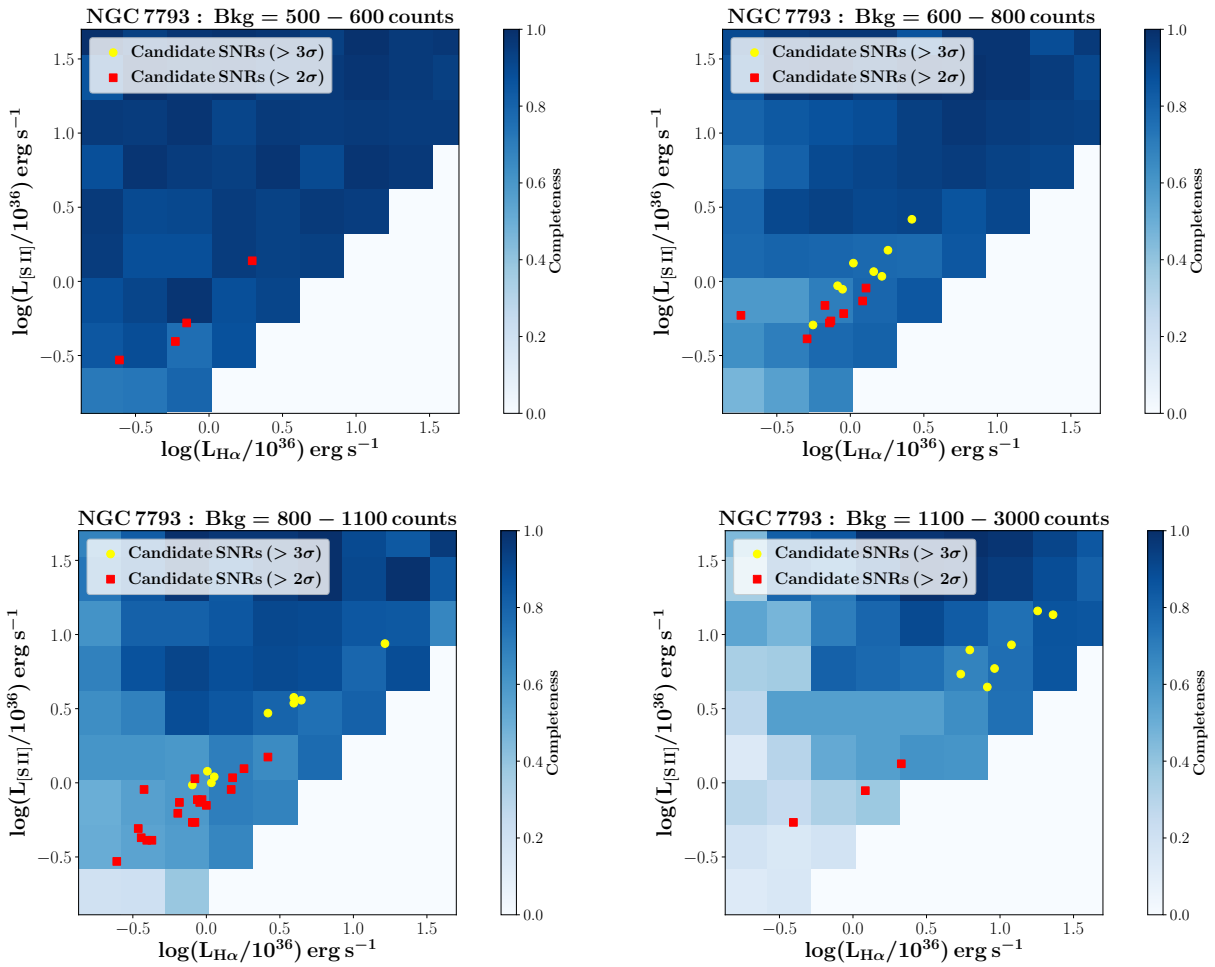 NGC 7793 : Bkg = 500 − 600 counts
Candidate SNRs (> 3σ)
Candidate SNRs (> 2σ)
1.5
1.0
0.5
0.0
−0.5
log(L[S II]/10^36) erg s^−1
−0.5 0.0 0.5 1.0 1.5
log(LHα/10^36) erg s^−1
1.0
0.8
0.6
0.4
0.2
0.0
Completeness
NGC 7793 : Bkg = 600 − 800 counts
Candidate SNRs (> 3σ)
Candidate SNRs (> 2σ)
1.5
1.0
0.5
0.0
−0.5
log(L[S II]/10^36) erg s^−1
−0.5 0.0 0.5 1.0 1.5
log(LHα/10^36) erg s^−1
1.0
0.8
0.6
0.4
0.2
0.0
Completeness
NGC 7793 : Bkg = 800 − 1100 counts
Candidate SNRs (> 3σ)
Candidate SNRs (> 2σ)
1.5
1.0
0.5
0.0
−0.5
log(L[S II]/10^36) erg s^−1
−0.5 0.0 0.5 1.0 1.5
log(LHα/10^36) erg s^−1
1.0
0.8
0.6
0.4
0.2
0.0
Completeness
NGC 7793 : Bkg = 1100 − 3000 counts
Candidate SNRs (> 3σ)
Candidate SNRs (> 2σ)
1.5
1.0
0.5
0.0
−0.5
log(L[S II]/10^36) erg s^−1
−0.5 0.0 0.5 1.0 1.5
log(LHα/10^36) erg s^−1
1.0
0.8
0.6
0.4
0.2
0.0
Completeness